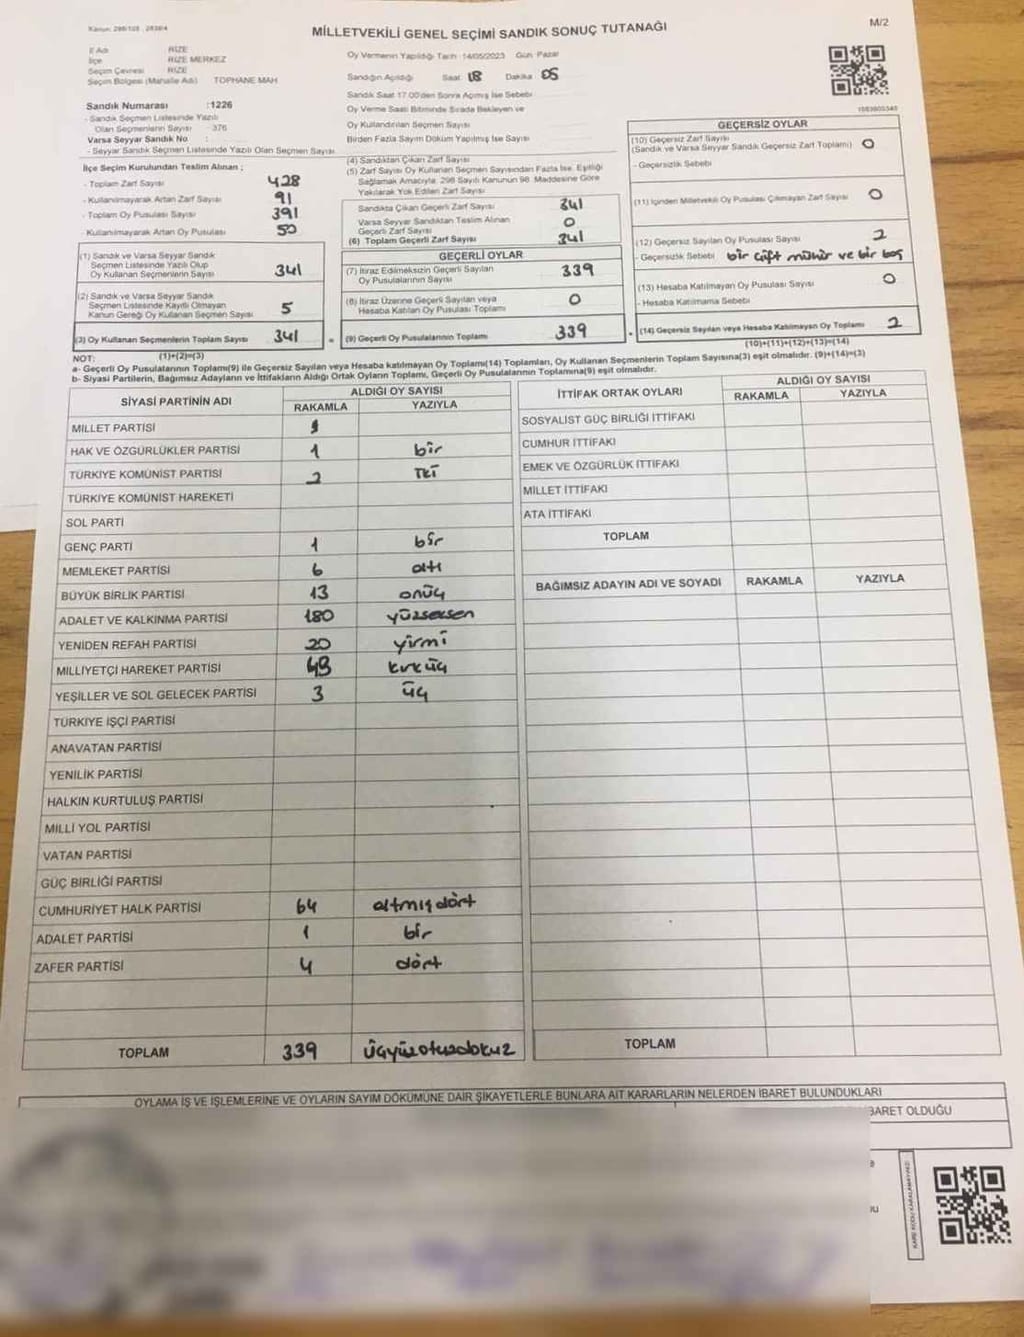 Kanun: 298/105 - 2839/4
MİLLETVEKİLİ GENEL SEÇİMİ SANDIK SONUÇ TUTANAĞI
M/2
İl Adı RİZE
İlçe RİZE MERKEZ
Seçim Çevresi RİZE
Seçim Bölgesi (Mahalle Adı) TOPHANE MAH
Sandık Numarası :1226
- Sandık Seçmen Listesinde Yazılı
Olan Seçmenlerin Sayısı : 376
Varsa Seyyar Sandık No :
- Seyyar Sandık Seçmen Listesinde Yazılı Olan Seçmen Sayısı
İlçe Seçim Kurulundan Teslim Alınan ;
- Toplam Zarf Sayısı 428
- Kullanılmayarak Artan Zarf Sayısı 91
- Toplam Oy Pusulası Sayısı 391
- Kullanılmayarak Artan Oy Pusulası 50
(1) Sandık ve Varsa Seyyar Sandık
Seçmen Listesinde Yazılı Olup
Oy Kullanan Seçmenlerin Sayısı 341
(2) Sandık ve Varsa Seyyar Sandık
Seçmen Listesinde Kayıtlı Olmayan
Kanun Gereği Oy Kullanan Seçmen Sayısı 5
(3) Oy Kullanan Seçmenlerin Toplam Sayısı 341
(1)+(2)=(3)
Oy Vermenin Yapıldığı Tarih :14/05/2023 Gün :Pazar
Sandığın Açıldığı Saat 18 Dakika 05
Sandık Saat 17.00'den Sonra Açmış İse Sebebi
Oy Verme Saati Bitiminde Sırada Bekleyen ve
Oy Kullandırılan Seçmen Sayısı
Birden Fazla Sayım Döküm Yapılmış İse Sayısı
(4) Sandıktan Çıkan Zarf Sayısı
(5) Zarf Sayısı Oy Kullanan Seçmen Sayısından Fazla İse, Eşitliği
Sağlamak Amacıyla, 298 Sayılı Kanunun 98. Maddesine Göre
Yakılarak Yok Edilen Zarf Sayısı
Sandıkta Çıkan Geçerli Zarf Sayısı 341
Varsa Seyyar Sandıktan Teslim Alınan
Geçerli Zarf Sayısı 0
(6) Toplam Geçerli Zarf Sayısı 341
GEÇERLİ OYLAR
(7) İtiraz Edilmeksizin Geçerli Sayılan
Oy Pusulalarının Sayısı 339
(8) İtiraz Üzerine Geçerli Sayılan veya
Hesaba Katılan Oy Pusulası Toplamı 0
(9) Geçerli Oy Pusulalarının Toplamı 339
GEÇERSİZ OYLAR
(10) Geçersiz Zarf Sayısı
(Sandık ve Varsa Seyyar Sandık Geçersiz Zarf Toplamı) 0
- Geçersizlik Sebebi
(11) İçinden Milletvekili Oy Pusulası Çıkmayan Zarf Sayısı 0
(12) Geçersiz Sayılan Oy Pusulası Sayısı 2
- Geçersizlik Sebebi bir çift mühür ve bir boş
(13) Hesaba Katılmayan Oy Pusulası Sayısı 0
- Hesaba Katılmama Sebebi
(14) Geçersiz Sayılan veya Hesaba Katılmayan Oy Toplamı 2
(10)+(11)+(12)+(13)=(14)
NOT:
a- Geçerli Oy Pusulalarının Toplamı(9) ile Geçersiz Sayılan veya Hesaba katılmayan Oy Toplamı(14) Toplamları, Oy Kullanan Seçmenlerin Toplam Sayısına(3) eşit olmalıdır. (9)+(14)=(3)
b- Siyasi Partilerin, Bağımsız Adayların ve İttifakların Aldığı Ortak Oyların Toplamı, Geçerli Oy Pusulalarının Toplamına(9) eşit olmalıdır.
SİYASİ PARTİNİN ADI ALDIĞI OY SAYISI
RAKAMLA YAZIYLA
MİLLET PARTİSİ
HAK VE ÖZGÜRLÜKLER PARTİSİ 1 bir
TÜRKİYE KOMÜNİST PARTİSİ 2 İki
TÜRKİYE KOMÜNİST HAREKETİ
SOL PARTİ
GENÇ PARTİ 1 bir
MEMLEKET PARTİSİ 6 altı
BÜYÜK BİRLİK PARTİSİ 13 onüç
ADALET VE KALKINMA PARTİSİ 180 yüzseksen
YENİDEN REFAH PARTİSİ 20 yirmi
MİLLİYETÇİ HAREKET PARTİSİ 43 kırküç
YEŞİLLER VE SOL GELECEK PARTİSİ 3 üç
TÜRKİYE İŞÇİ PARTİSİ
ANAVATAN PARTİSİ
YENİLİK PARTİSİ
HALKIN KURTULUŞ PARTİSİ
MİLLİ YOL PARTİSİ
VATAN PARTİSİ
GÜÇ BİRLİĞİ PARTİSİ
CUMHURİYET HALK PARTİSİ 64 altmışdört
ADALET PARTİSİ 1 bir
ZAFER PARTİSİ 4 dört
TOPLAM 339 üçyüzotuzdokuz
İTTİFAK ORTAK OYLARI ALDIĞI OY SAYISI
RAKAMLA YAZIYLA
SOSYALİST GÜÇ BİRLİĞİ İTTİFAKI
CUMHUR İTTİFAKI
EMEK VE ÖZGÜRLÜK İTTİFAKI
MİLLET İTTİFAKI
ATA İTTİFAKI
TOPLAM
BAĞIMSIZ ADAYIN ADI VE SOYADI RAKAMLA YAZIYLA
TOPLAM
OYLAMA İŞ VE İŞLEMLERİNE VE OYLARIN SAYIM DÖKÜMÜNE DAİR ŞİKAYETLERLE BUNLARA AİT KARARLARIN NELERDEN İBARET BULUNDUKLARI
BARET OLDUĞU
KARE KODU KARALAMAYINIZ!